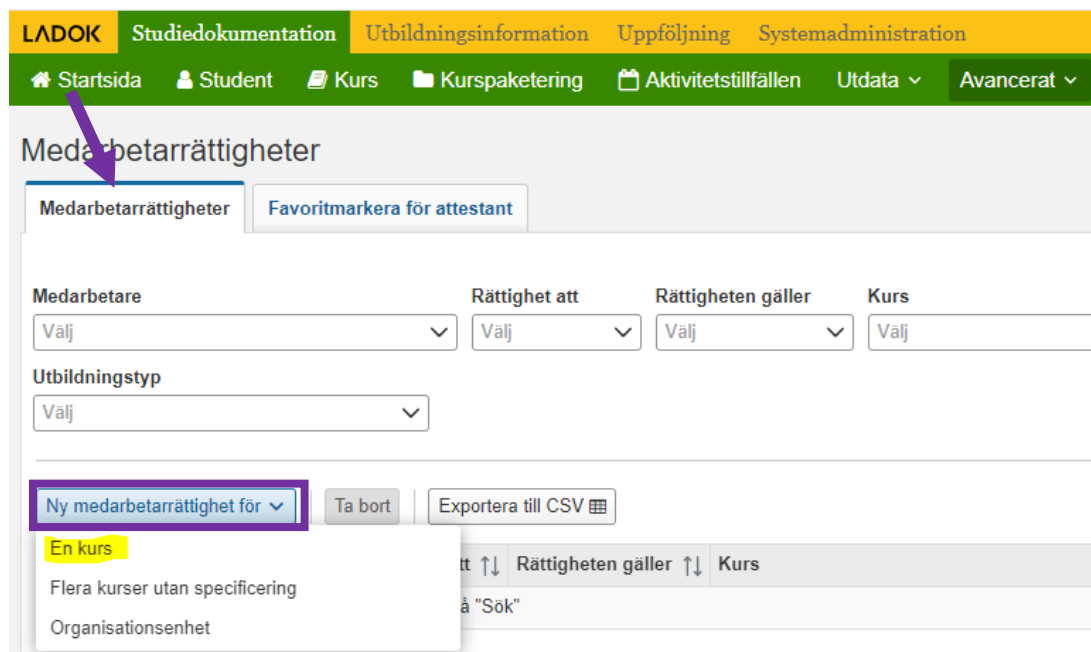 LADOK Studiedokumentation Utbildningsinformation Uppföljning Systemadministration
Startsida Student Kurs Kurspaketering Aktivitetstillfällen Utdata Avancerat
Medarbetarrättigheter
Medarbetarrättigheter Favoritmarkera för attestant
Medarbetare Rättighet att Rättigheten gäller Kurs
Välj Välj Välj Välj
Utbildningstyp
Välj
Ny medarbetarrättighet för Ta bort Exportera till CSV
En kurs
tt Rättigheten gäller Kurs
Flera kurser utan specificering
å "Sök"
Organisationsenhet